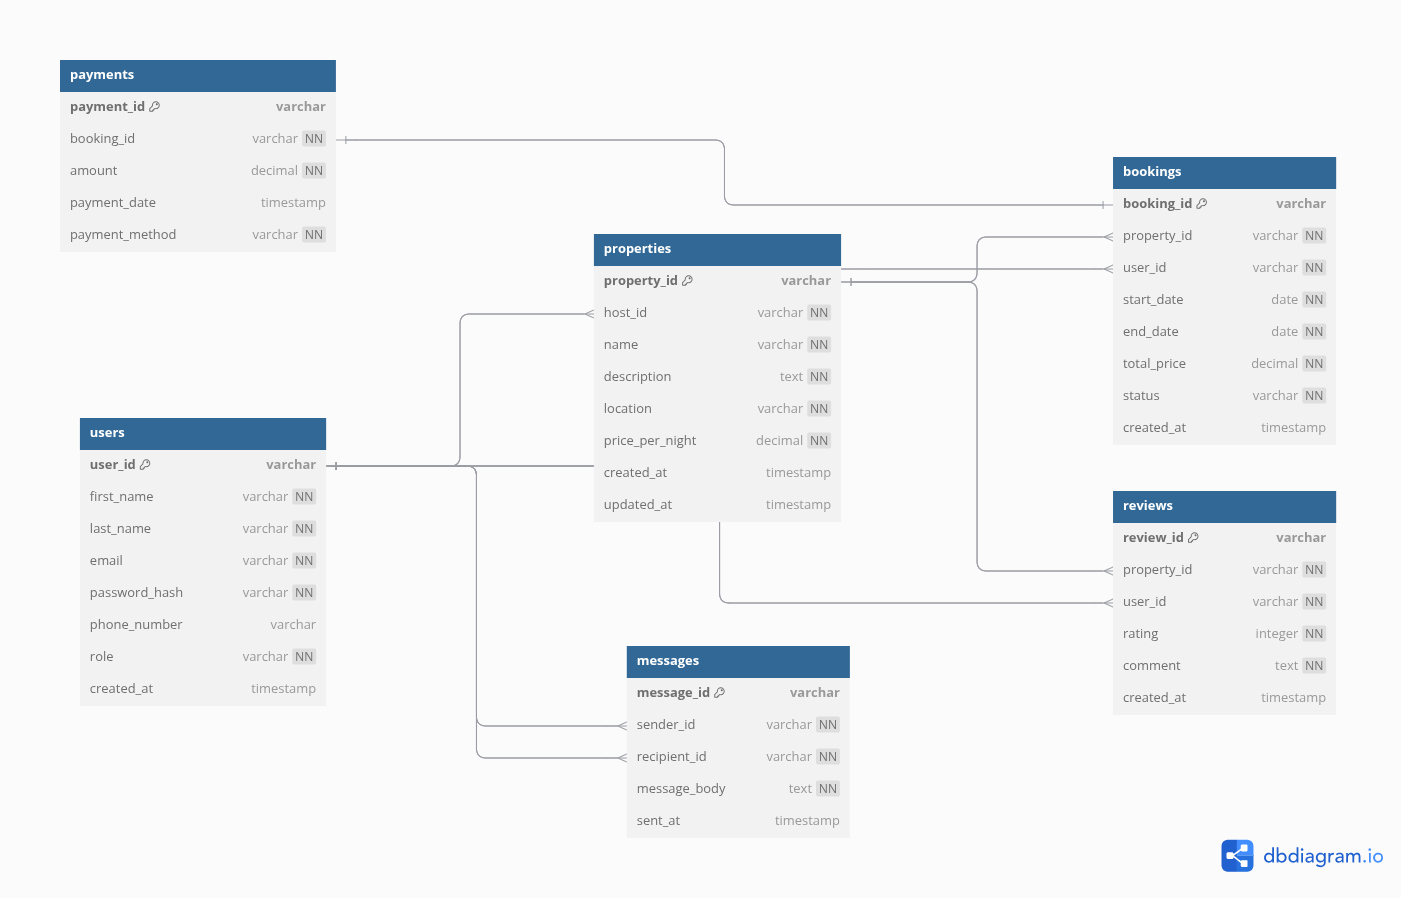 payments
payment_id varchar
booking_id varchar NN
amount decimal NN
payment_date timestamp
payment_method varchar NN
bookings
booking_id varchar
property_id varchar NN
user_id varchar NN
start_date date NN
end_date date NN
total_price decimal NN
status varchar NN
created_at timestamp
properties
property_id varchar
host_id varchar NN
name varchar NN
description text NN
location varchar NN
price_per_night decimal NN
created_at timestamp
updated_at timestamp
users
user_id varchar
first_name varchar NN
last_name varchar NN
email varchar NN
password_hash varchar NN
phone_number varchar
role varchar NN
created_at timestamp
reviews
review_id varchar
property_id varchar NN
user_id varchar NN
rating integer NN
comment text NN
created_at timestamp
messages
message_id varchar
sender_id varchar NN
recipient_id varchar NN
message_body text NN
sent_at timestamp
dbdiagram.io